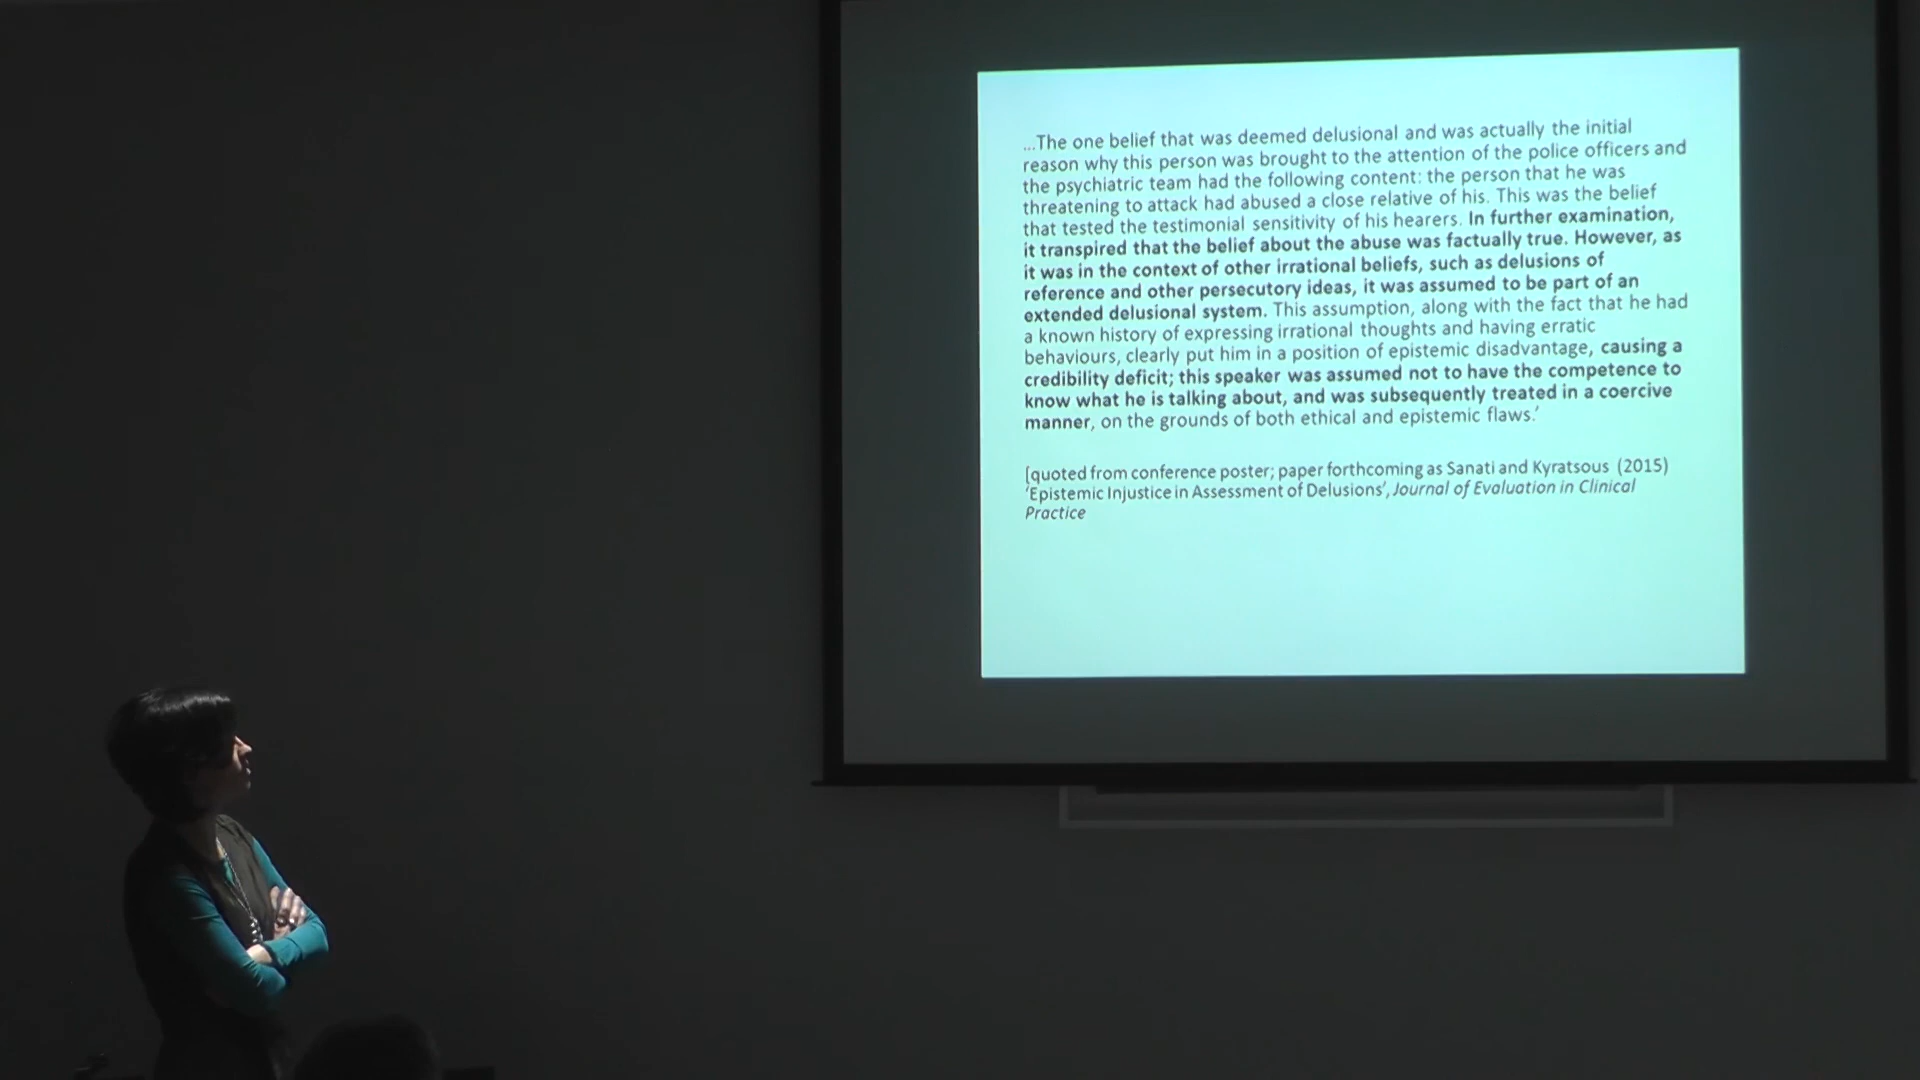 ...The one belief that was deemed delusional and was actually the initial
reason why this person was brought to the attention of the police officers and
the psychiatric team had the following content: the person that he was
threatening to attack had abused a close relative of his. This was the belief
that tested the testimonial sensitivity of his hearers. In further examination,
it transpired that the belief about the abuse was factually true. However, as
it was in the context of other irrational beliefs, such as delusions of
reference and other persecutory ideas, it was assumed to be part of an
extended delusional system. This assumption, along with the fact that he had
a known history of expressing irrational thoughts and having erratic
behaviours, clearly put him in a position of epistemic disadvantage, causing a
credibility deficit; this speaker was assumed not to have the competence to
know what he is talking about, and was subsequently treated in a coercive
manner, on the grounds of both ethical and epistemic flaws.’
[quoted from conference poster; paper forthcoming as Sanati and Kyratsous (2015)
‘Epistemic Injustice in Assessment of Delusions’, Journal of Evaluation in Clinical
Practice